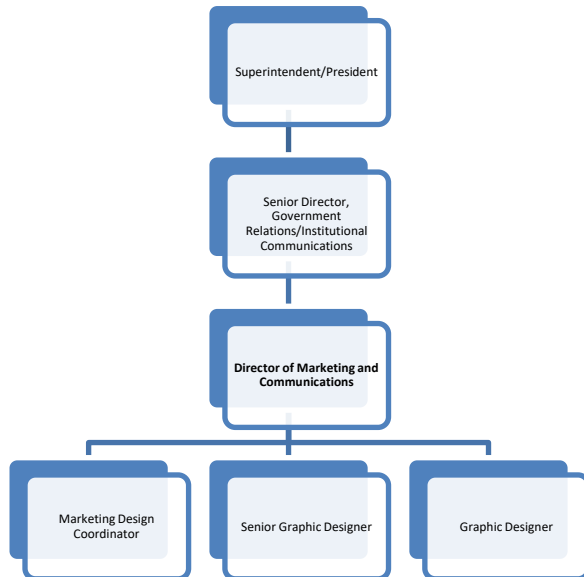 Superintendent/President
Senior Director,
Government
Relations/Institutional
Communications
Director of Marketing and
Communications
Marketing Design
Coordinator
Senior Graphic Designer
Graphic Designer